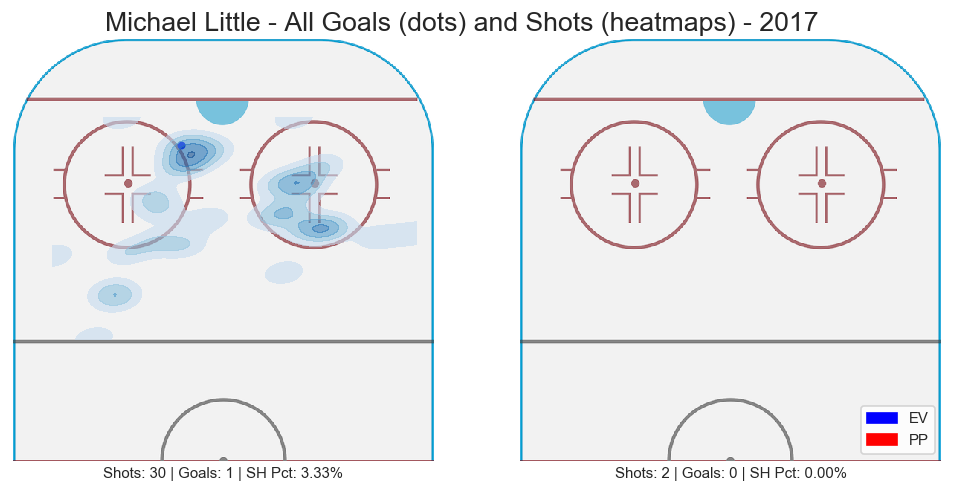 Michael Little - All Goals (dots) and Shots (heatmaps) - 2017
EV
PP
Shots: 30 | Goals: 1 | SH Pct: 3.33%
Shots: 2 | Goals: 0 | SH Pct: 0.00%